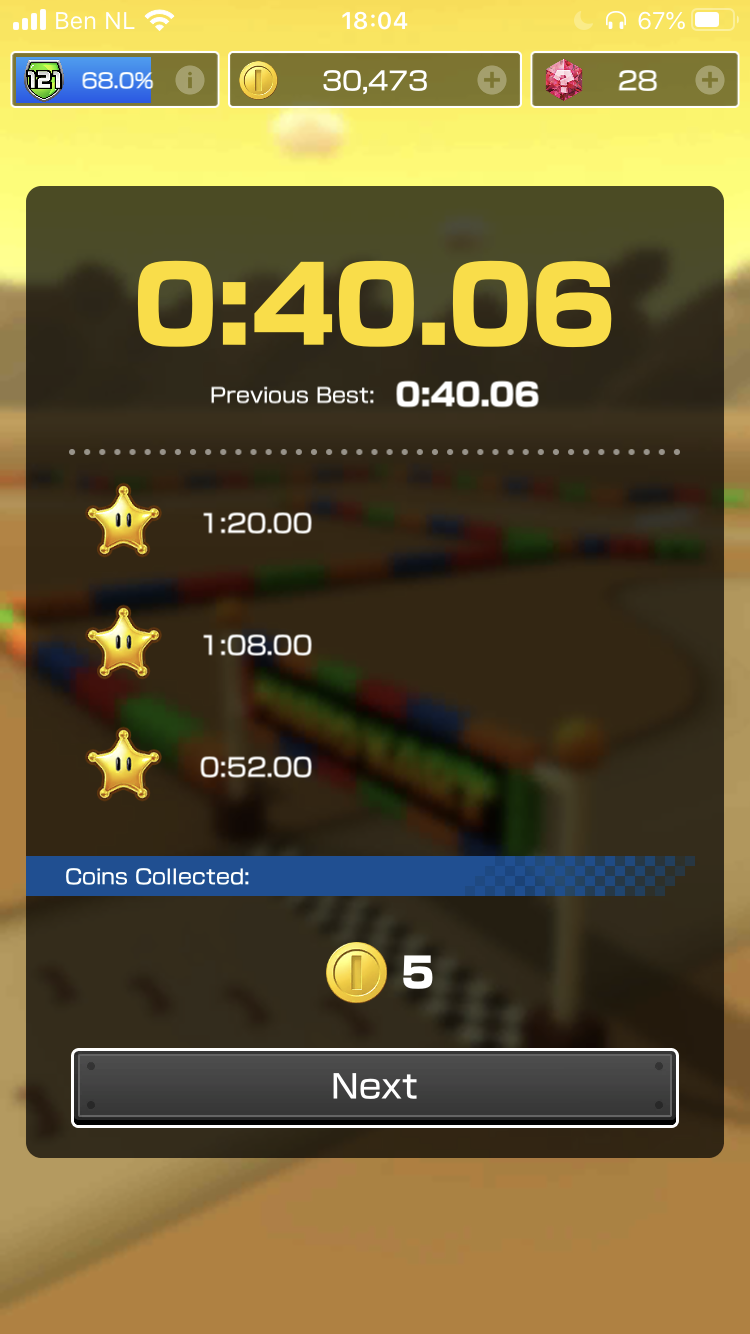 Ben NL 18:04 67%
121 68.0% i 30,473 + 28 +
0:40.06
Previous Best: 0:40.06
1:20.00
1:08.00
0:52.00
Coins Collected:
5
Next